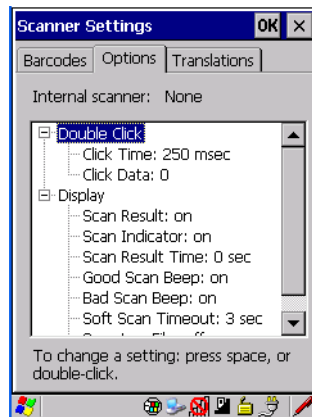 Scanner Settings OK ×
Barcodes Options Translations
Internal scanner: None
Double Click
Click Time: 250 msec
Click Data: 0
Display
Scan Result: on
Scan Indicator: on
Scan Result Time: 0 sec
Good Scan Beep: on
Bad Scan Beep: on
Soft Scan Timeout: 3 sec
To change a setting: press space, or
double-click.